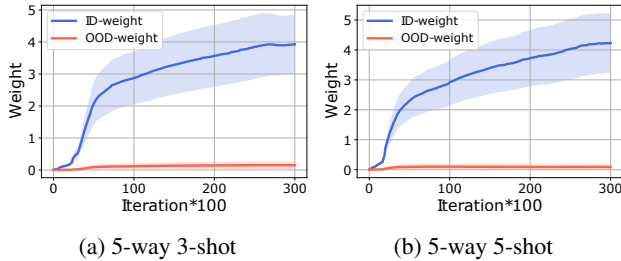 ID-weight
OOD-weight
Weight
5
4
3
2
1
0
0 100 200 300
Iteration*100
(a) 5-way 3-shot
ID-weight
OOD-weight
Weight
5
4
3
2
1
0
0 100 200 300
Iteration*100
(b) 5-way 5-shot